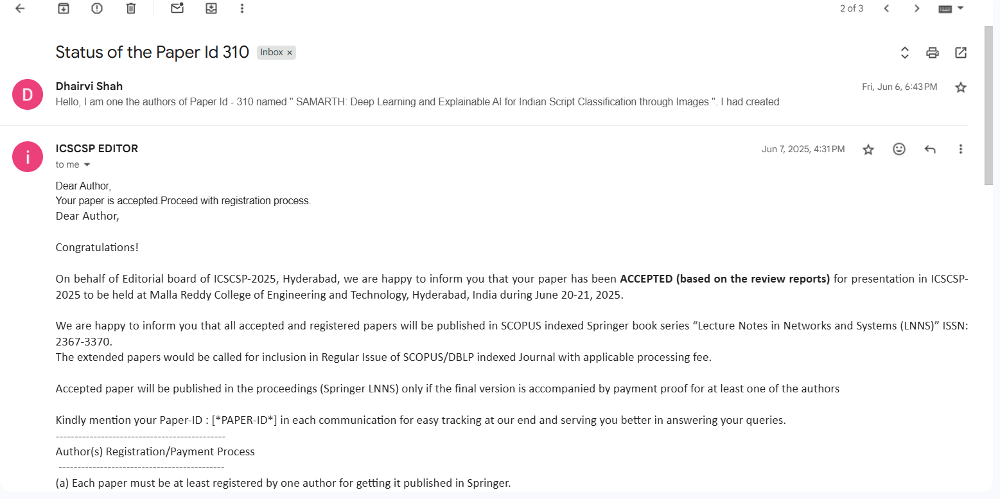 2 of 3
Status of the Paper Id 310
Inbox ×
D
Dhairvi Shah
Fri, Jun 6, 6:43 PM
Hello, I am one the authors of Paper Id - 310 named " SAMARTH: Deep Learning and Explainable AI for Indian Script Classification through Images ". I had created
i
ICSCSP EDITOR
Jun 7, 2025, 4:31 PM
to me
Dear Author,
Your paper is accepted.Proceed with registration process.
Dear Author,
Congratulations!
On behalf of Editorial board of ICSCSP-2025, Hyderabad, we are happy to inform you that your paper has been ACCEPTED (based on the review reports) for presentation in ICSCSP-
2025 to be held at Malla Reddy College of Engineering and Technology, Hyderabad, India during June 20-21, 2025.
We are happy to inform you that all accepted and registered papers will be published in SCOPUS indexed Springer book series “Lecture Notes in Networks and Systems (LNNS)” ISSN:
2367-3370.
The extended papers would be called for inclusion in Regular Issue of SCOPUS/DBLP indexed Journal with applicable processing fee.
Accepted paper will be published in the proceedings (Springer LNNS) only if the final version is accompanied by payment proof for at least one of the authors
Kindly mention your Paper-ID : [*PAPER-ID*] in each communication for easy tracking at our end and serving you better in answering your queries.
---------------------------------------------
Author(s) Registration/Payment Process
--------------------------------------------
(a) Each paper must be at least registered by one author for getting it published in Springer.